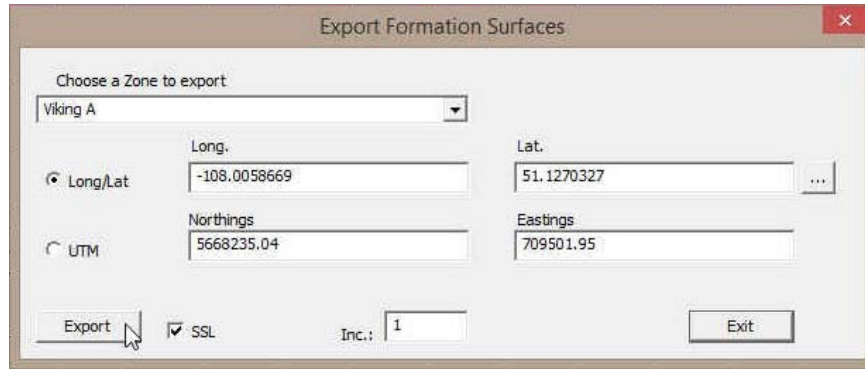 Export Formation Surfaces
Choose a Zone to export
Viking A
Long. Lat.
Long/Lat -108.0058669 51.1270327 ...
Northings Eastings
UTM 5668235.04 709501.95
Export SSL Inc.: 1 Exit